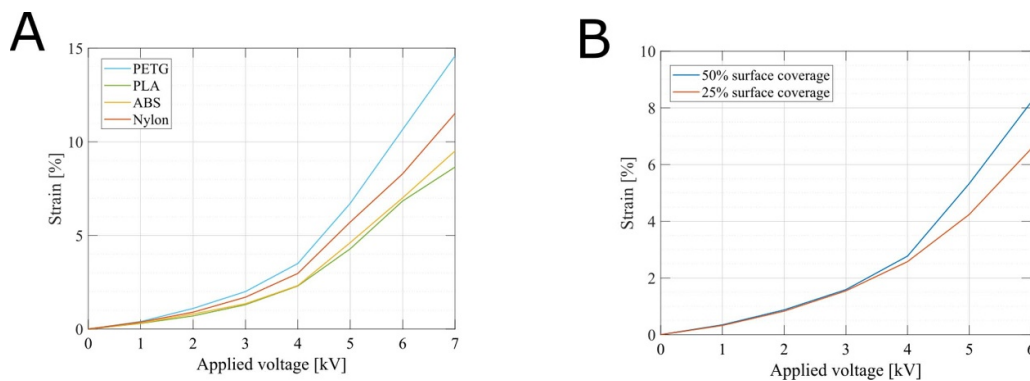 A
15
10
5
0
Strain [%]
PETG
PLA
ABS
Nylon
0 1 2 3 4 5 6 7
Applied voltage [kV]
B
10
8
6
4
2
0
Strain [%]
50% surface coverage
25% surface coverage
0 1 2 3 4 5 6
Applied voltage [kV]